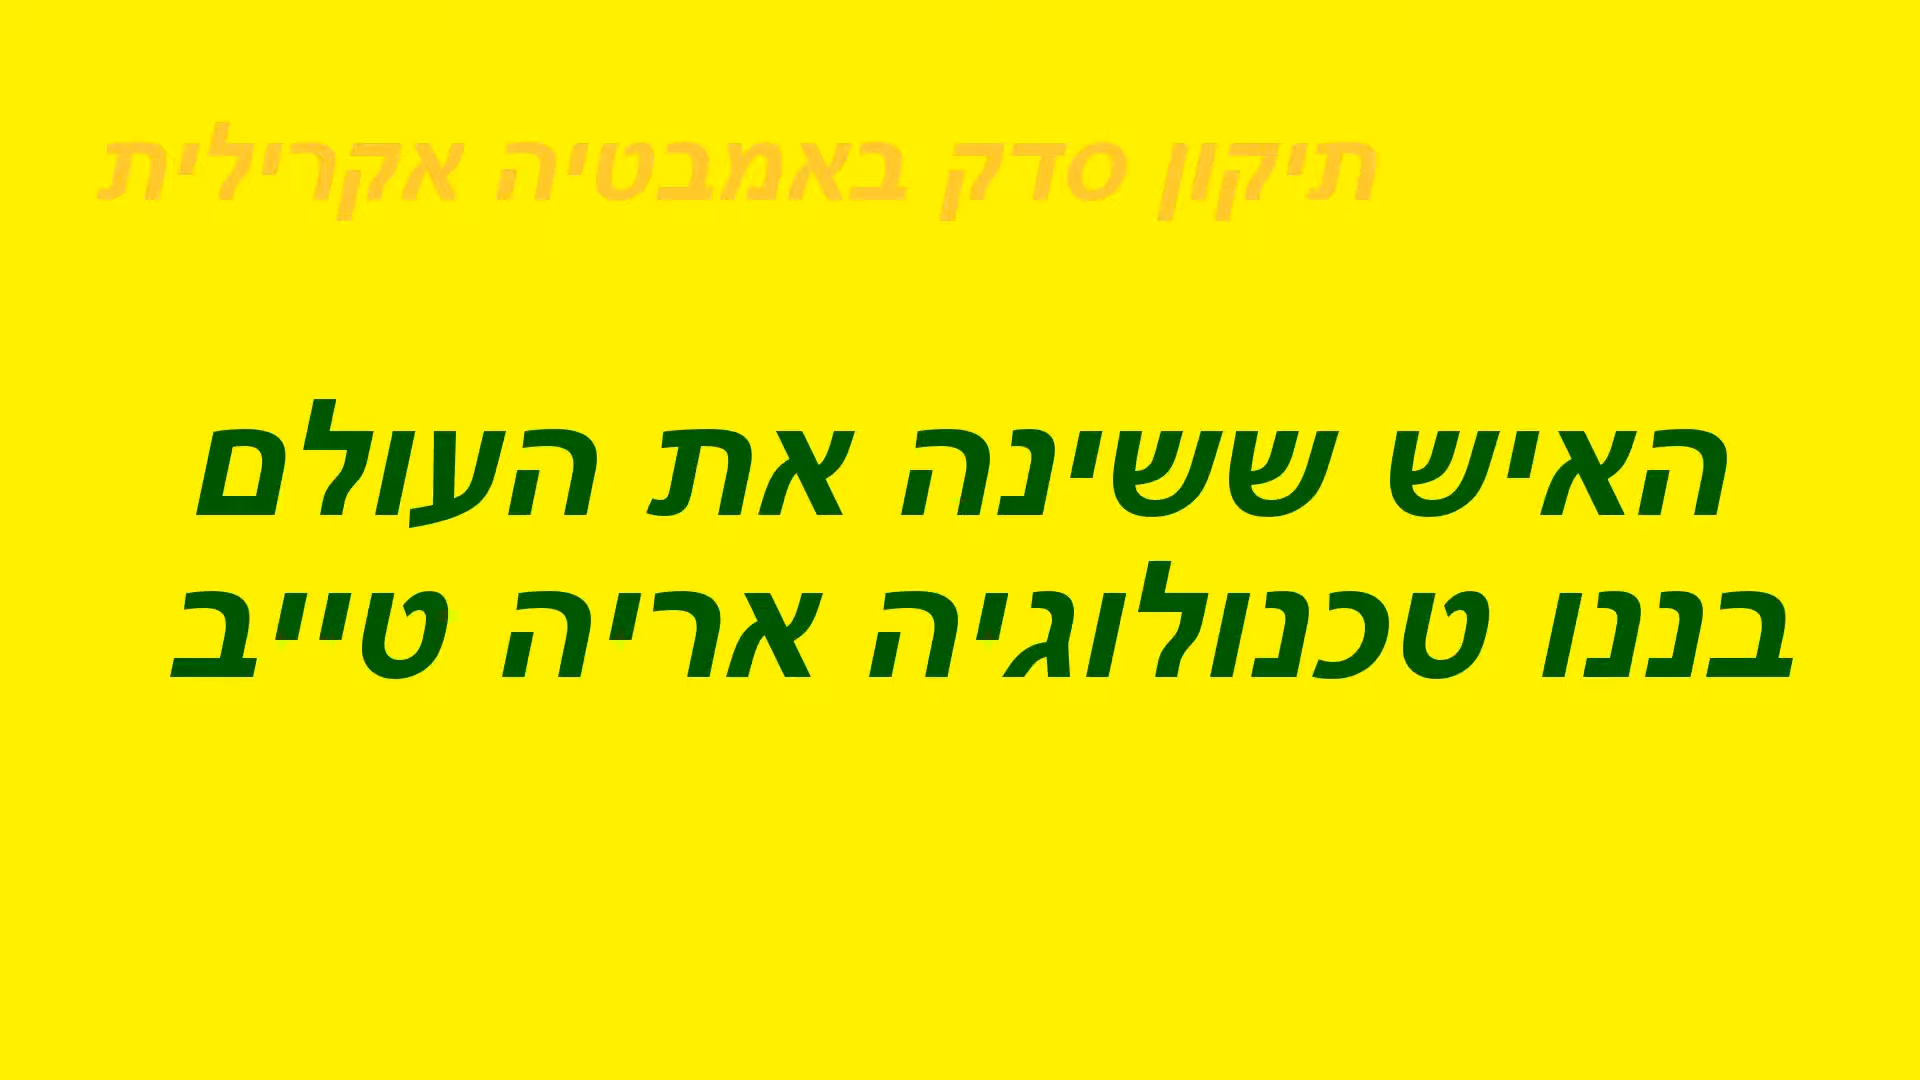 תיקון סדק באמבטיה אקרילית
האיש ששינה את העולם
בננו טכנולוגיה אריה טייב